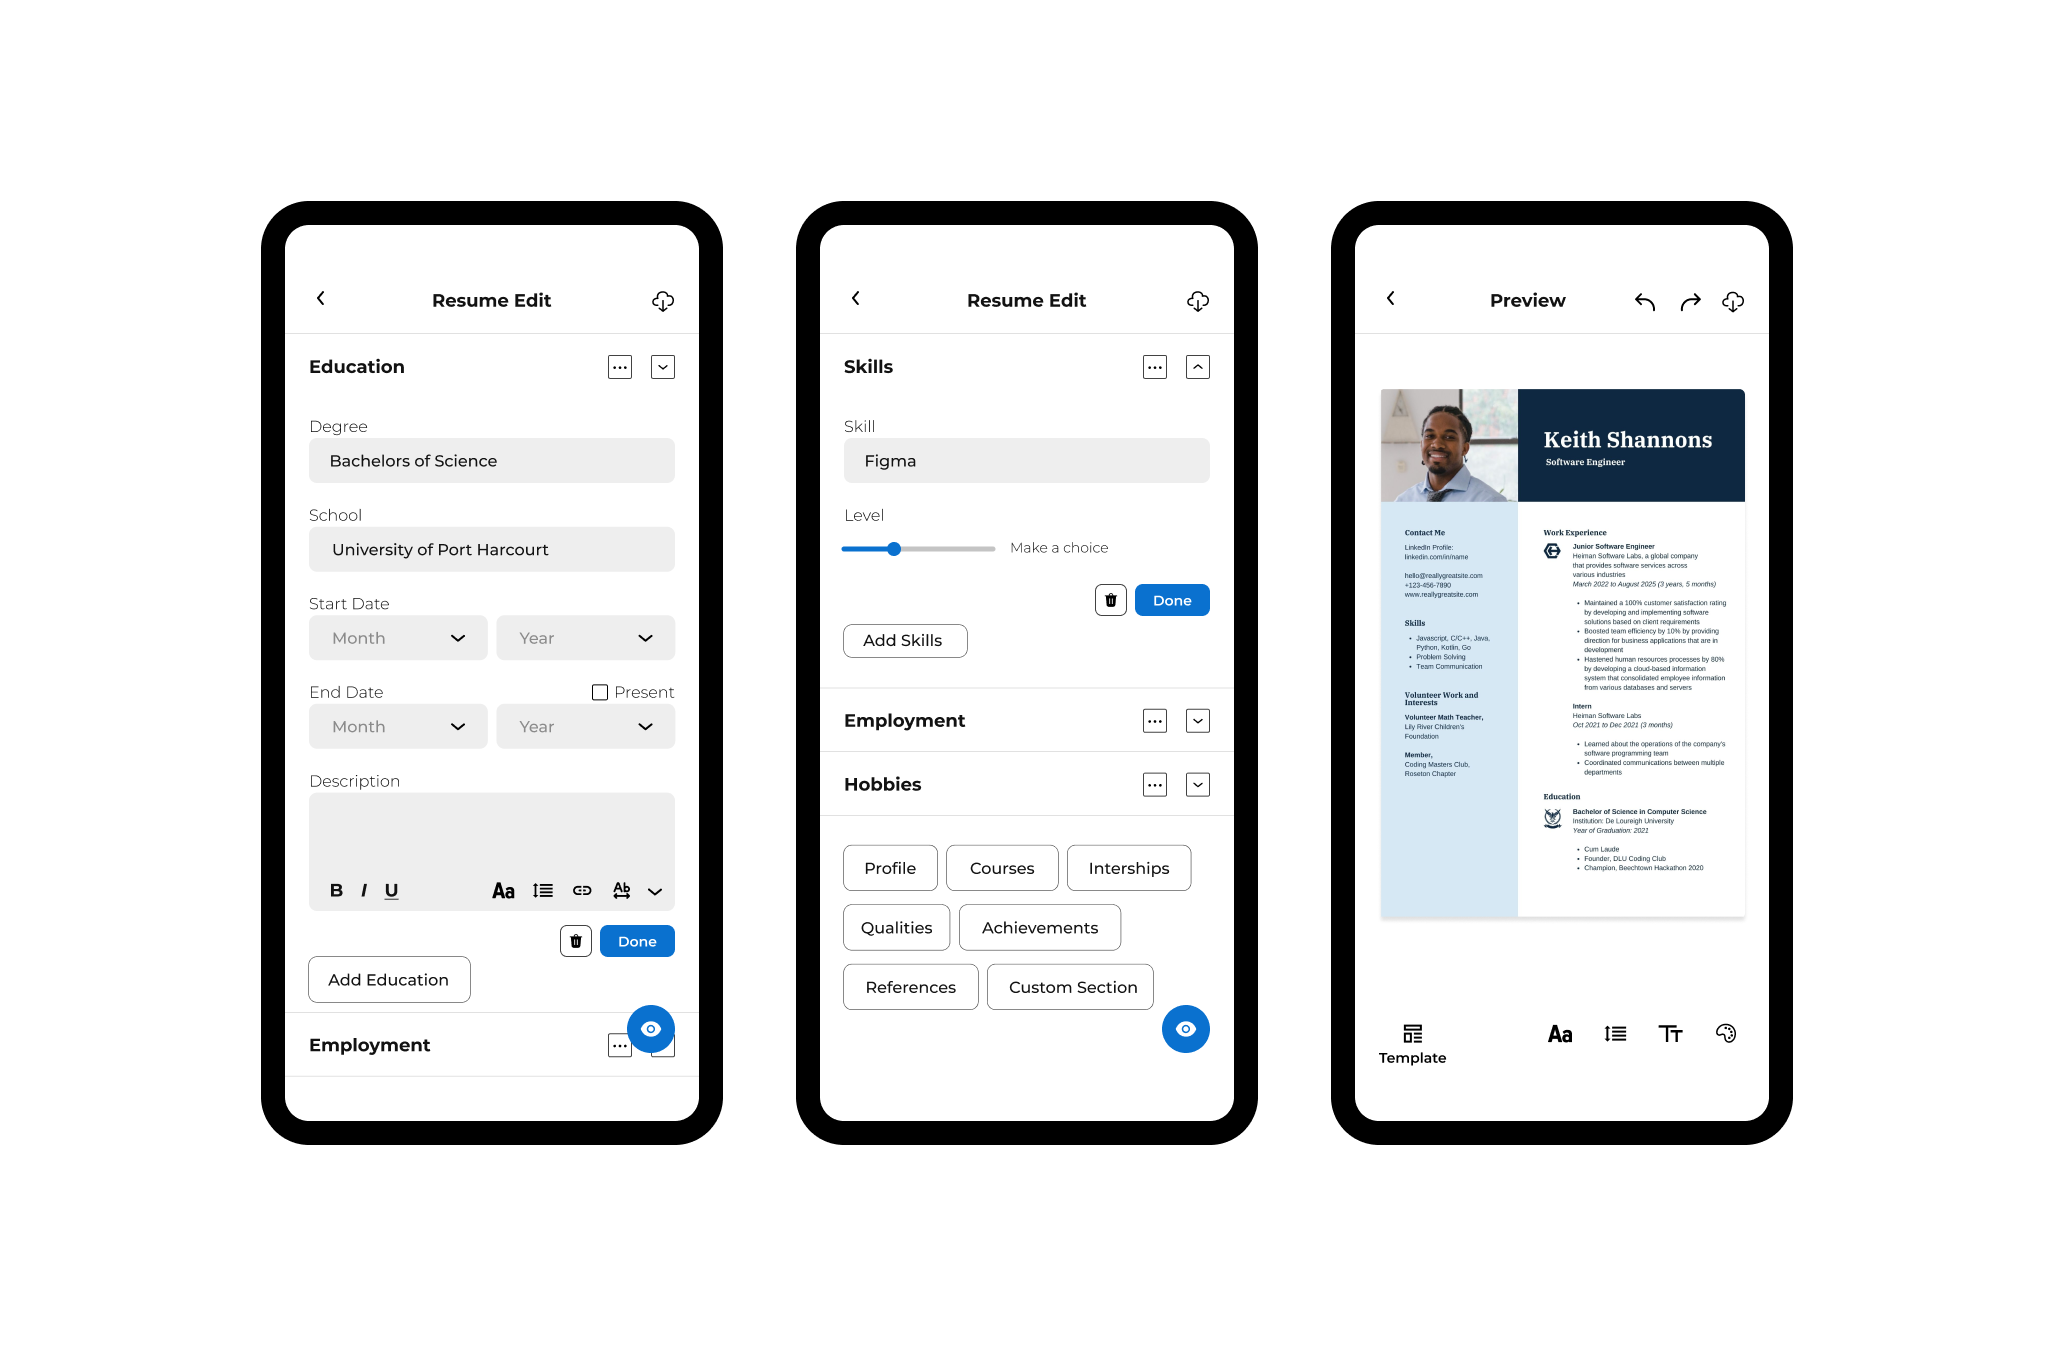 Resume Edit
Education
Degree
Bachelors of Science
School
University of Port Harcourt
Start Date
Month
Year
End Date
Present
Month
Year
Description
B I U Aa Ab
Done
Add Education
Employment
Resume Edit
Skills
Skill
Figma
Level
Make a choice
Done
Add Skills
Employment
Hobbies
Profile
Courses
Interships
Qualities
Achievements
References
Custom Section
Preview
Keith Shannons
Software Engineer
Contact Me
LinkedIn Profile:
linkedin.com/in/name
hello@reallygreatsite.com
+123-456-7890
www.reallygreatsite.com
Skills
• Javascript, C/C++, Java,
Python, Kotlin, Go
• Problem Solving
• Team Communication
Volunteer Work and
Interests
Volunteer Math Teacher,
Lily River Children's
Foundation
Member,
Coding Masters Club,
Roseton Chapter
Work Experience
Junior Software Engineer
Heiman Software Labs, a global company
that provides software services across
various industries
March 2022 to August 2025 (3 years, 5 months)
• Maintained a 100% customer satisfaction rating
by developing and implementing software
solutions based on client requirements
• Boosted team efficiency by 10% by providing
direction for business applications that are in
development
• Hastened human resources processes by 80%
by developing a cloud-based information
system that consolidated employee information
from various databases and servers
Intern
Heiman Software Labs
Oct 2021 to Dec 2021 (3 months)
• Learned about the operations of the company's
software programming team
• Coordinated communications between multiple
departments
Education
Bachelor of Science in Computer Science
Institution: De Loureigh University
Year of Graduation: 2021
• Cum Laude
• Founder, DLU Coding Club
• Champion, Beechtown Hackathon 2020
Template
Aa
TT